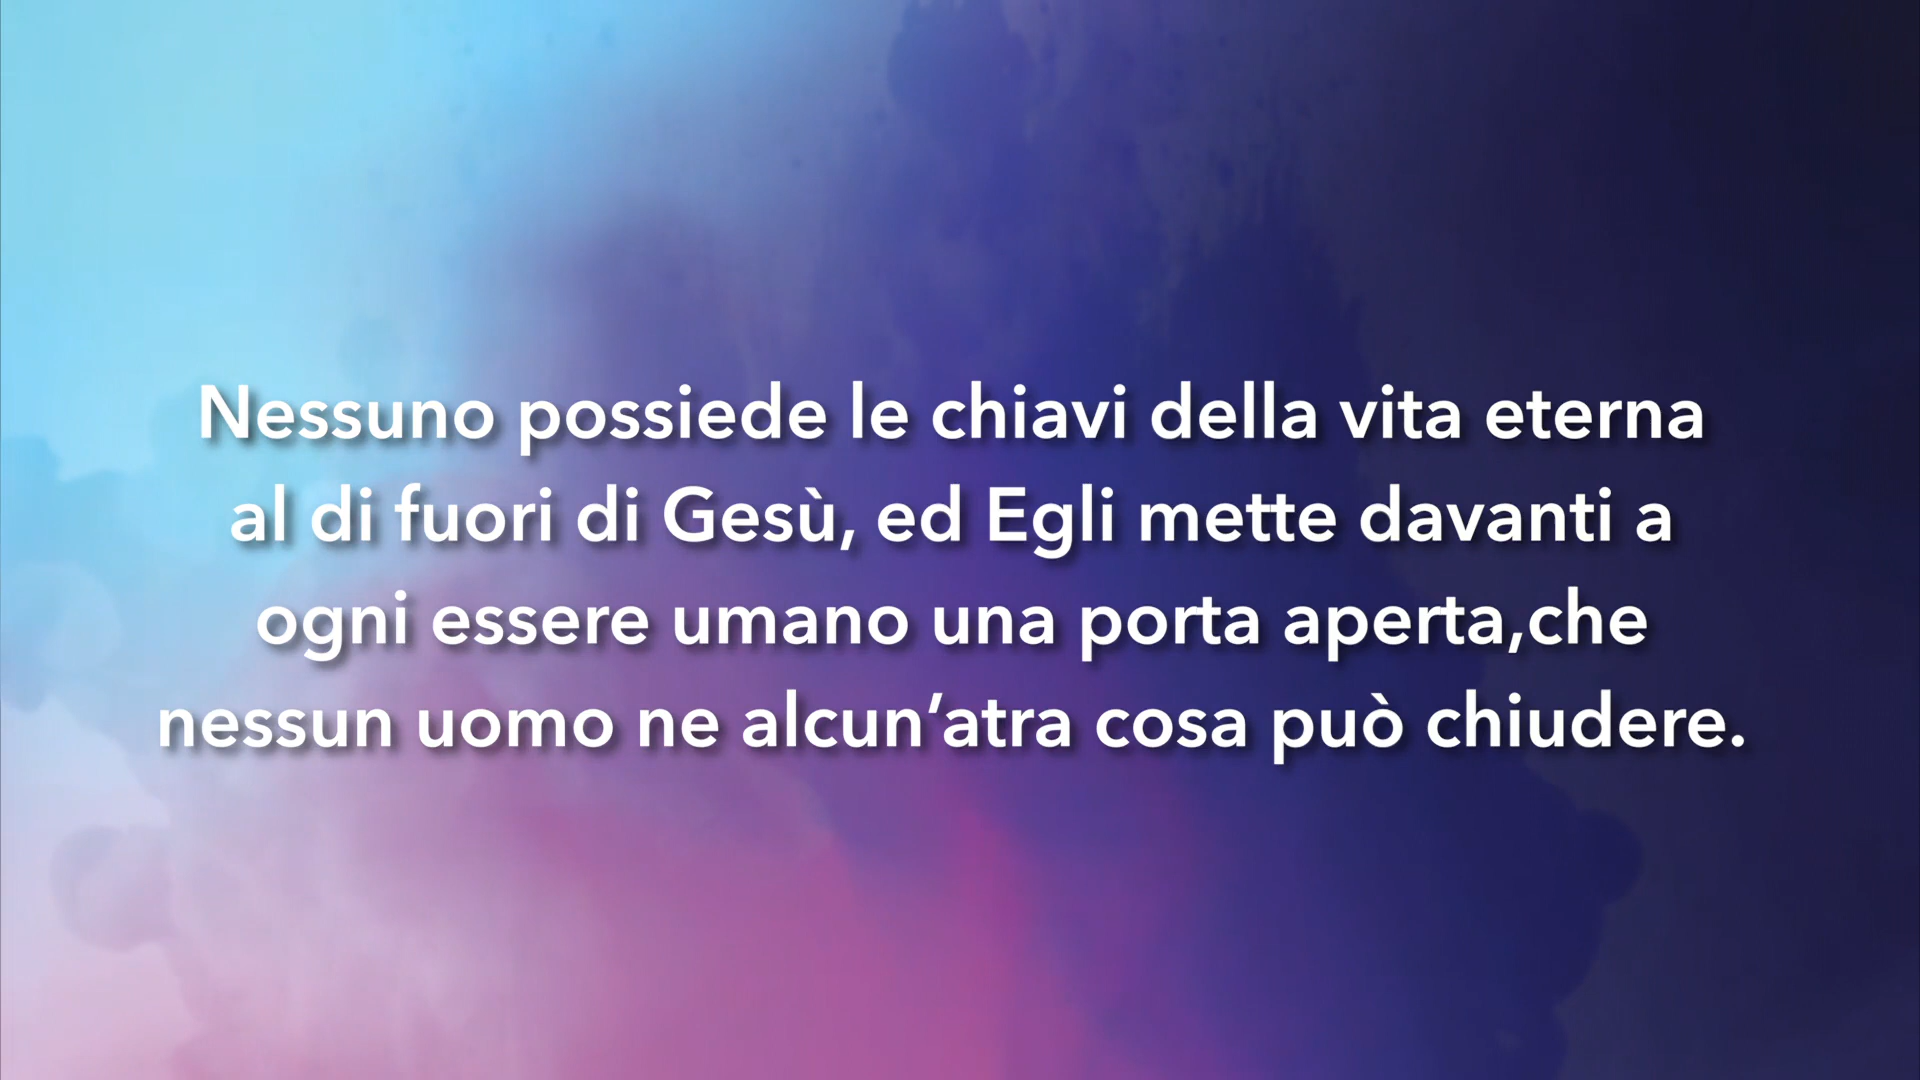 Nessuno possiede le chiavi della vita eterna
al di fuori di Gesù, ed Egli mette davanti a
ogni essere umano una porta aperta,che
nessun uomo ne alcun’atra cosa può chiudere.